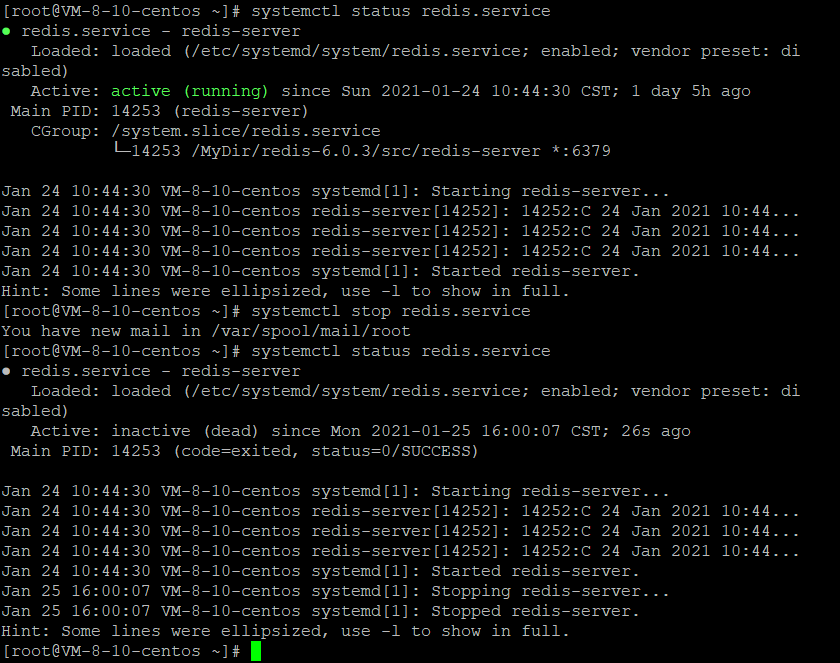 [root@VM-8-10-centos ~]# systemctl status redis.service
● redis.service - redis-server
   Loaded: loaded (/etc/systemd/system/redis.service; enabled; vendor preset: di
sabled)
   Active: active (running) since Sun 2021-01-24 10:44:30 CST; 1 day 5h ago
 Main PID: 14253 (redis-server)
   CGroup: /system.slice/redis.service
           └─14253 /MyDir/redis-6.0.3/src/redis-server *:6379

Jan 24 10:44:30 VM-8-10-centos systemd[1]: Starting redis-server...
Jan 24 10:44:30 VM-8-10-centos redis-server[14252]: 14252:C 24 Jan 2021 10:44...
Jan 24 10:44:30 VM-8-10-centos redis-server[14252]: 14252:C 24 Jan 2021 10:44...
Jan 24 10:44:30 VM-8-10-centos redis-server[14252]: 14252:C 24 Jan 2021 10:44...
Jan 24 10:44:30 VM-8-10-centos systemd[1]: Started redis-server.
Hint: Some lines were ellipsized, use -l to show in full.
[root@VM-8-10-centos ~]# systemctl stop redis.service
You have new mail in /var/spool/mail/root
[root@VM-8-10-centos ~]# systemctl status redis.service
● redis.service - redis-server
   Loaded: loaded (/etc/systemd/system/redis.service; enabled; vendor preset: di
sabled)
   Active: inactive (dead) since Mon 2021-01-25 16:00:07 CST; 26s ago
 Main PID: 14253 (code=exited, status=0/SUCCESS)

Jan 24 10:44:30 VM-8-10-centos systemd[1]: Starting redis-server...
Jan 24 10:44:30 VM-8-10-centos redis-server[14252]: 14252:C 24 Jan 2021 10:44...
Jan 24 10:44:30 VM-8-10-centos redis-server[14252]: 14252:C 24 Jan 2021 10:44...
Jan 24 10:44:30 VM-8-10-centos redis-server[14252]: 14252:C 24 Jan 2021 10:44...
Jan 24 10:44:30 VM-8-10-centos systemd[1]: Started redis-server.
Jan 25 16:00:07 VM-8-10-centos systemd[1]: Stopping redis-server...
Jan 25 16:00:07 VM-8-10-centos systemd[1]: Stopped redis-server.
Hint: Some lines were ellipsized, use -l to show in full.
[root@VM-8-10-centos ~]#